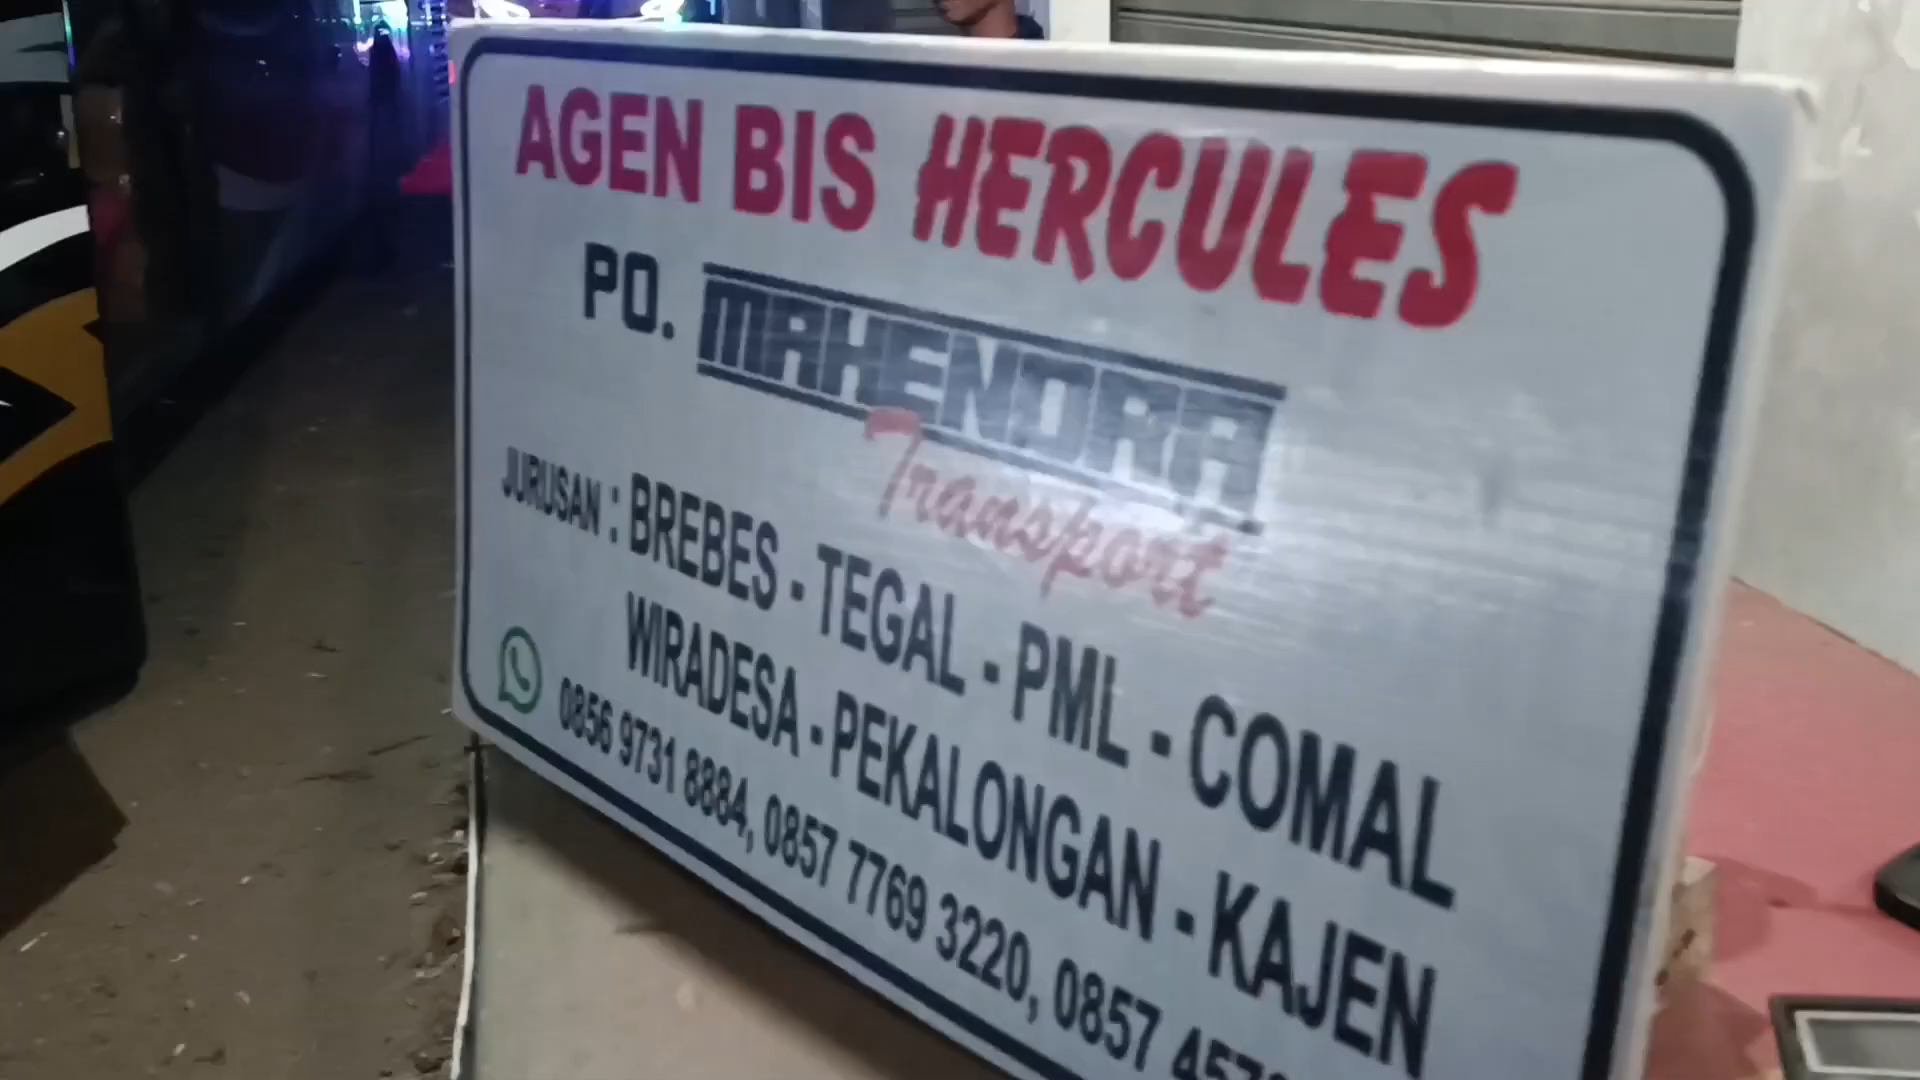 AGEN BIS HERCULES
PO. MAHENDRA
Transport
JURUSAN : BREBES - TEGAL - PML - COMAL
WIRADESA - PEKALONGAN - KAJEN
0856 9731 8884, 0857 7769 3220, 0857